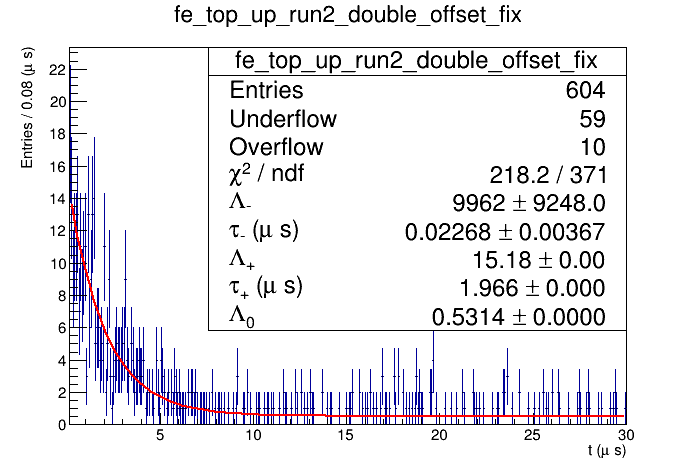 fe_top_up_run2_double_offset_fix
fe_top_up_run2_double_offset_fix
Entries 604
Underflow 59
Overflow 10
χ² / ndf 218.2 / 371
Λ₋ 9962 ± 9248.0
τ₋ (μ s) 0.02268 ± 0.00367
Λ₊ 15.18 ± 0.00
τ₊ (μ s) 1.966 ± 0.000
Λ₀ 0.5314 ± 0.0000
Entries / 0.08 (μ s)
22
20
18
16
14
12
10
8
6
4
2
0
5 10 15 20 25 30
t (μ s)